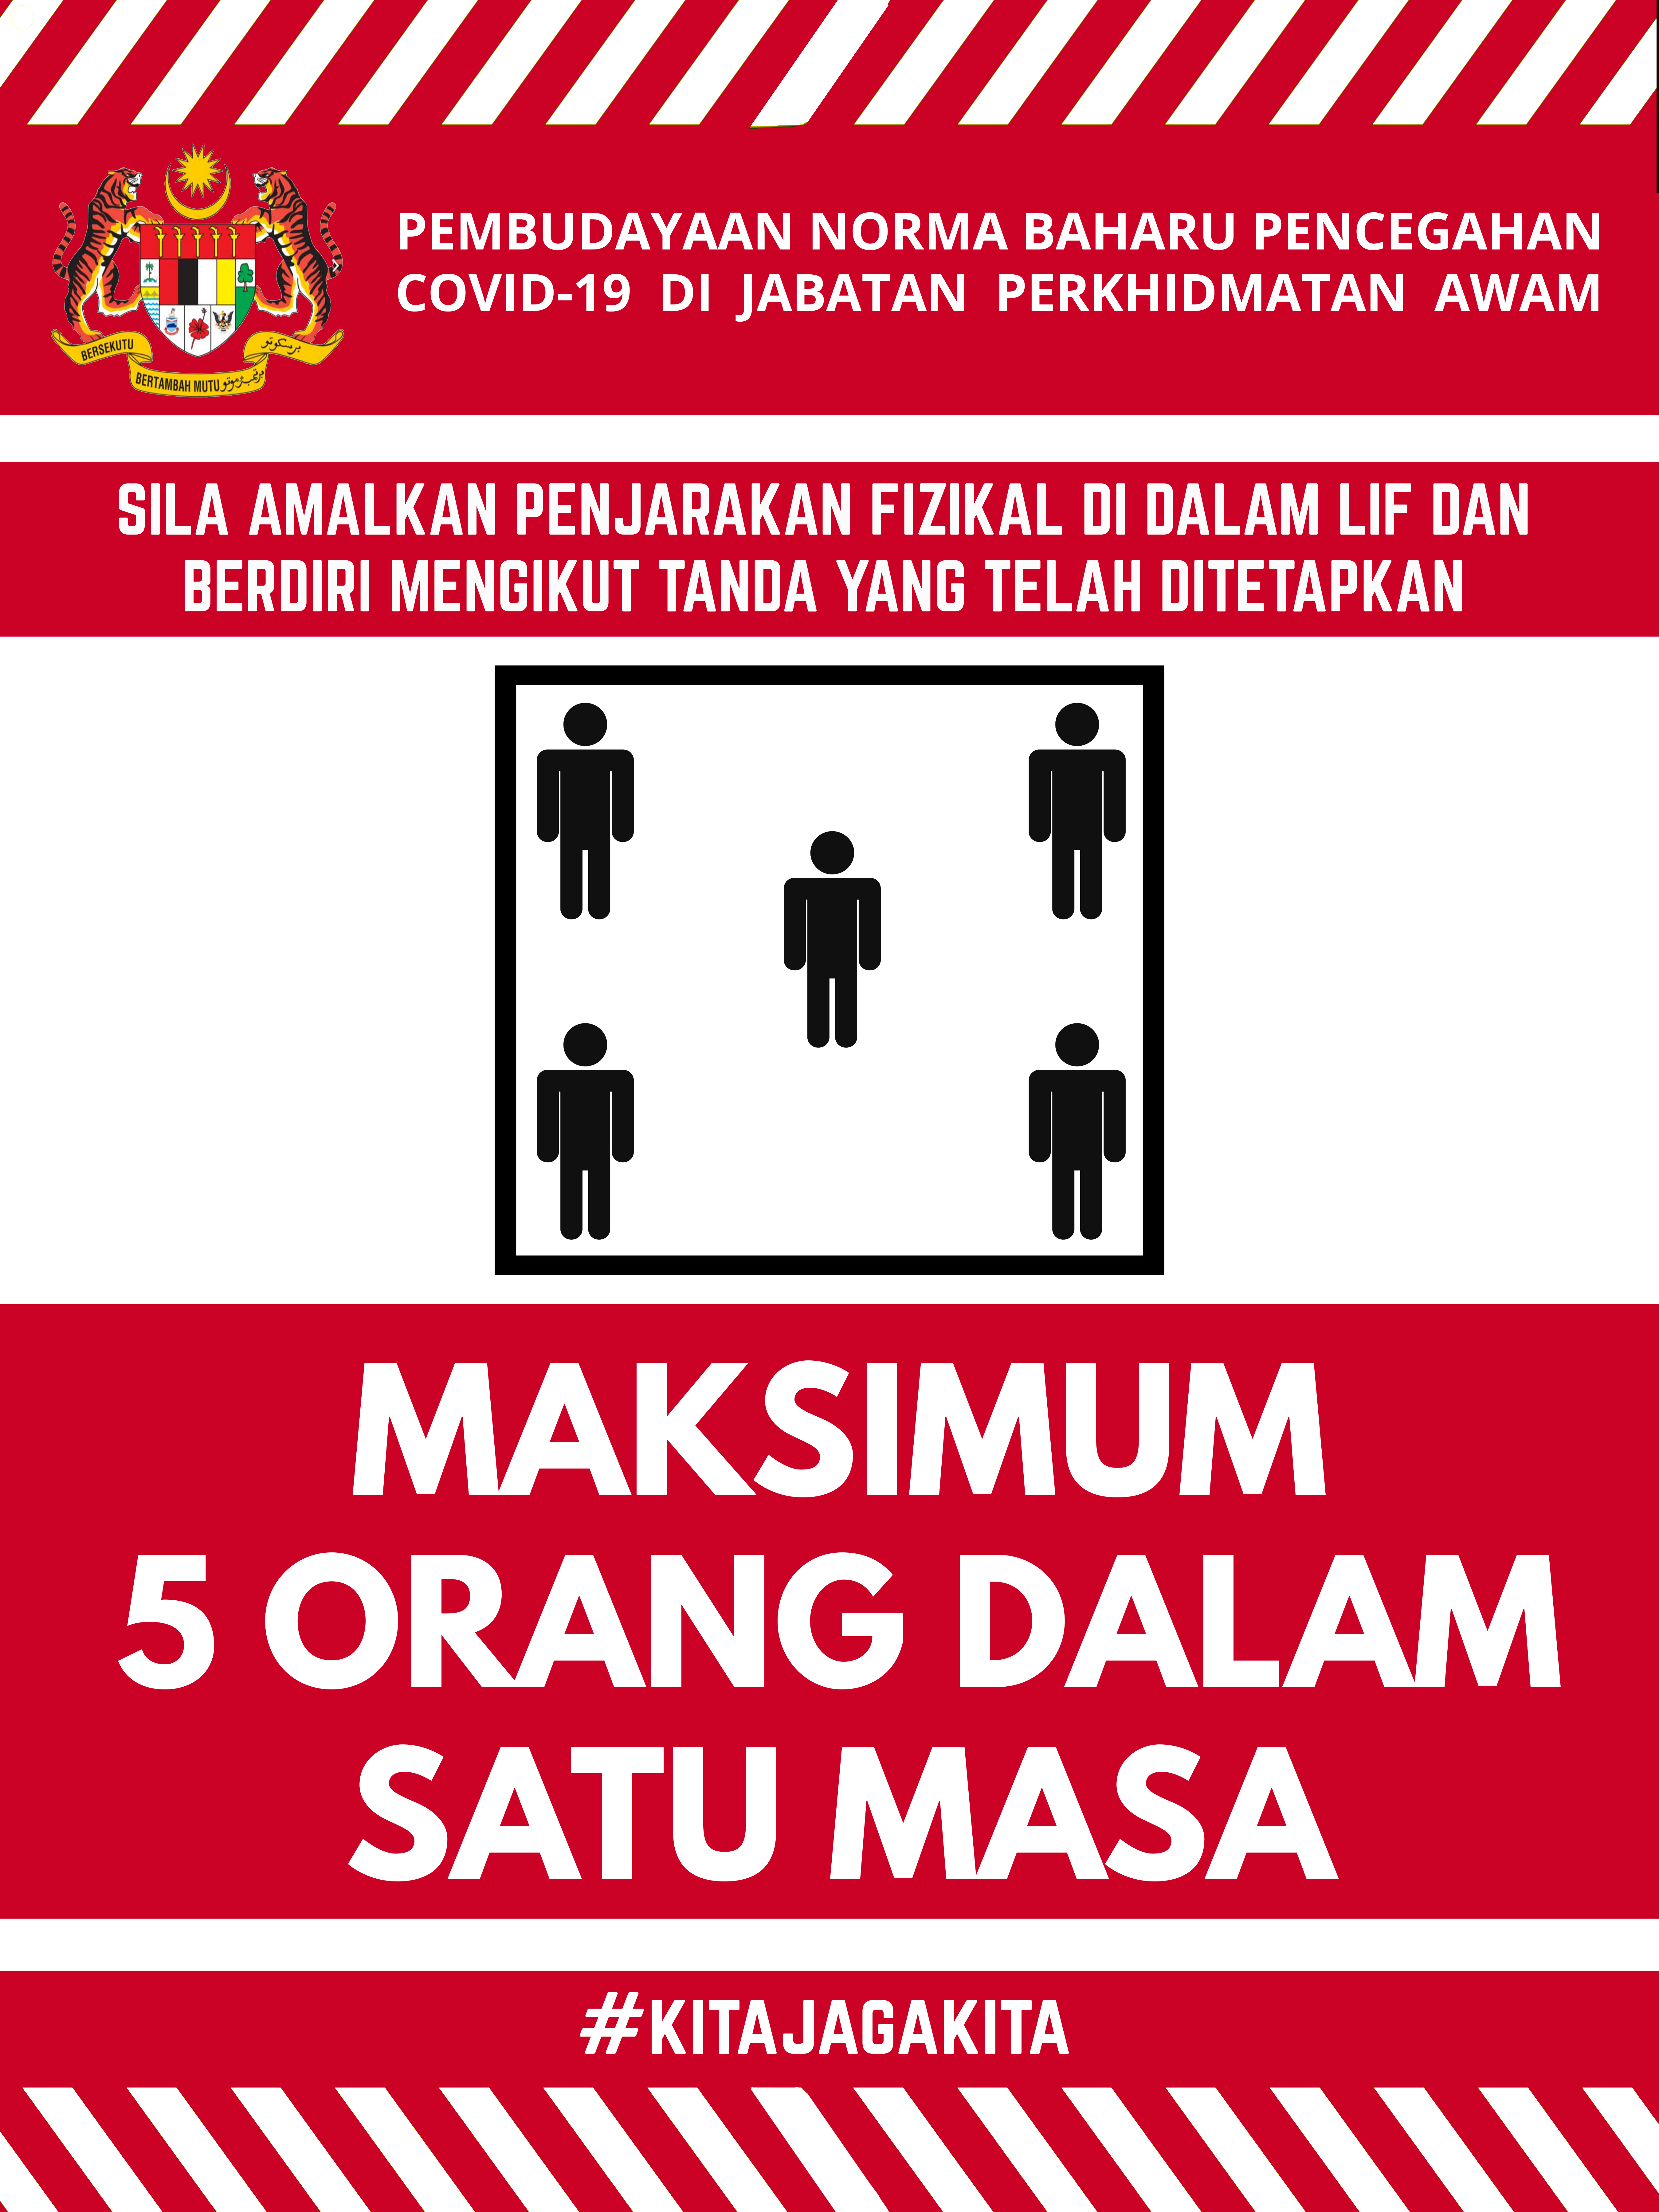 PEMBUDAYAAN NORMA BAHARU PENCEGAHAN
COVID-19 DI JABATAN PERKHIDMATAN AWAM
BERSEKUTU
برسكوتو
BERTAMBAH MUTU
SILA AMALKAN PENJARAKAN FIZIKAL DI DALAM LIF DAN
BERDIRI MENGIKUT TANDA YANG TELAH DITETAPKAN
MAKSIMUM
5 ORANG DALAM
SATU MASA
#KITAJAGAKITA